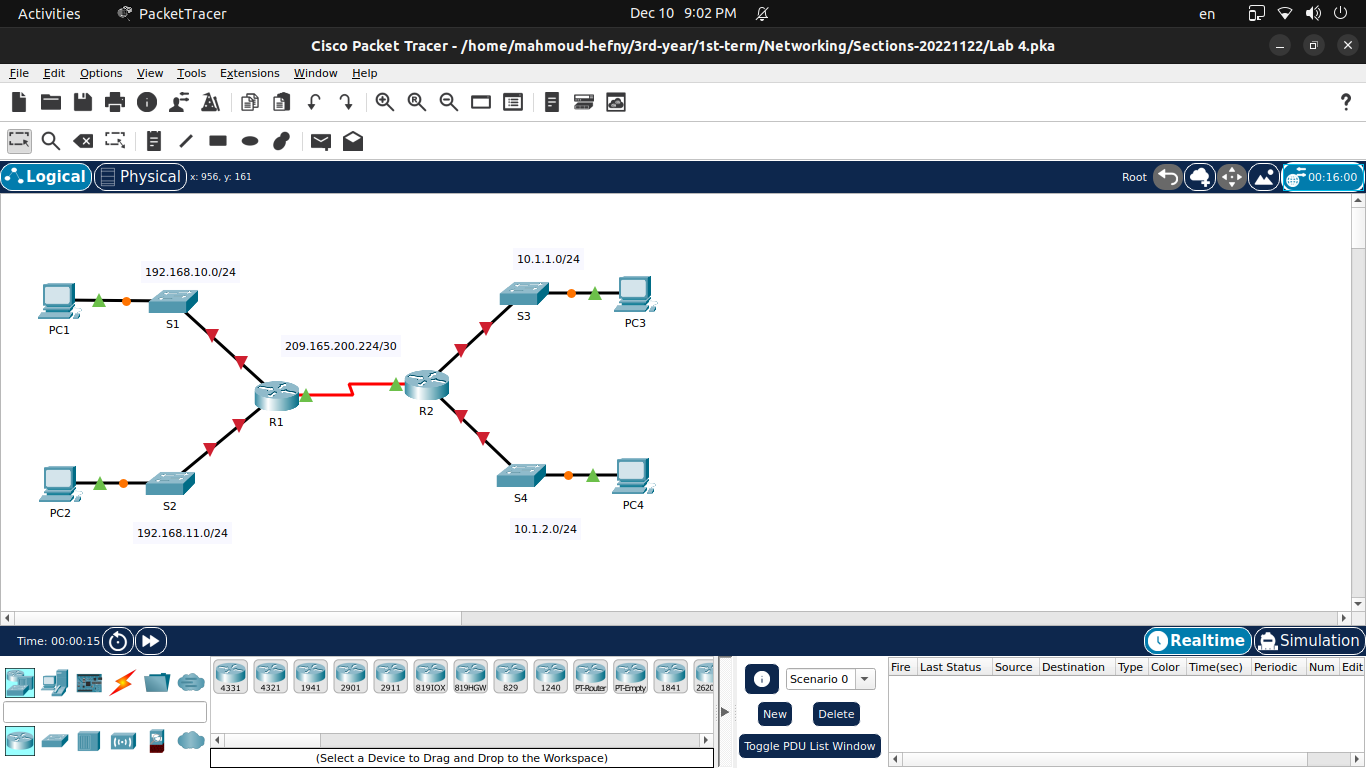 Activities PacketTracer Dec 10 9:02 PM en
Cisco Packet Tracer - /home/mahmoud-hefny/3rd-year/1st-term/Networking/Sections-20221122/Lab 4.pka
File Edit Options View Tools Extensions Window Help
Logical Physical x: 956, y: 161 Root 00:16:00
10.1.1.0/24
192.168.10.0/24
S3
PC3
PC1
S1
209.165.200.224/30
R1
R2
S2
PC2
S4
PC4
192.168.11.0/24
10.1.2.0/24
Time: 00:00:15 Realtime Simulation
Fire Last Status Source Destination Type Color Time(sec) Periodic Num Edit
Scenario 0
4331 4321 1941 2901 2911 819IOX 819HGW 829 1240 PT-Router PT-Empty 1841 2620
New Delete
Toggle PDU List Window
(Select a Device to Drag and Drop to the Workspace)